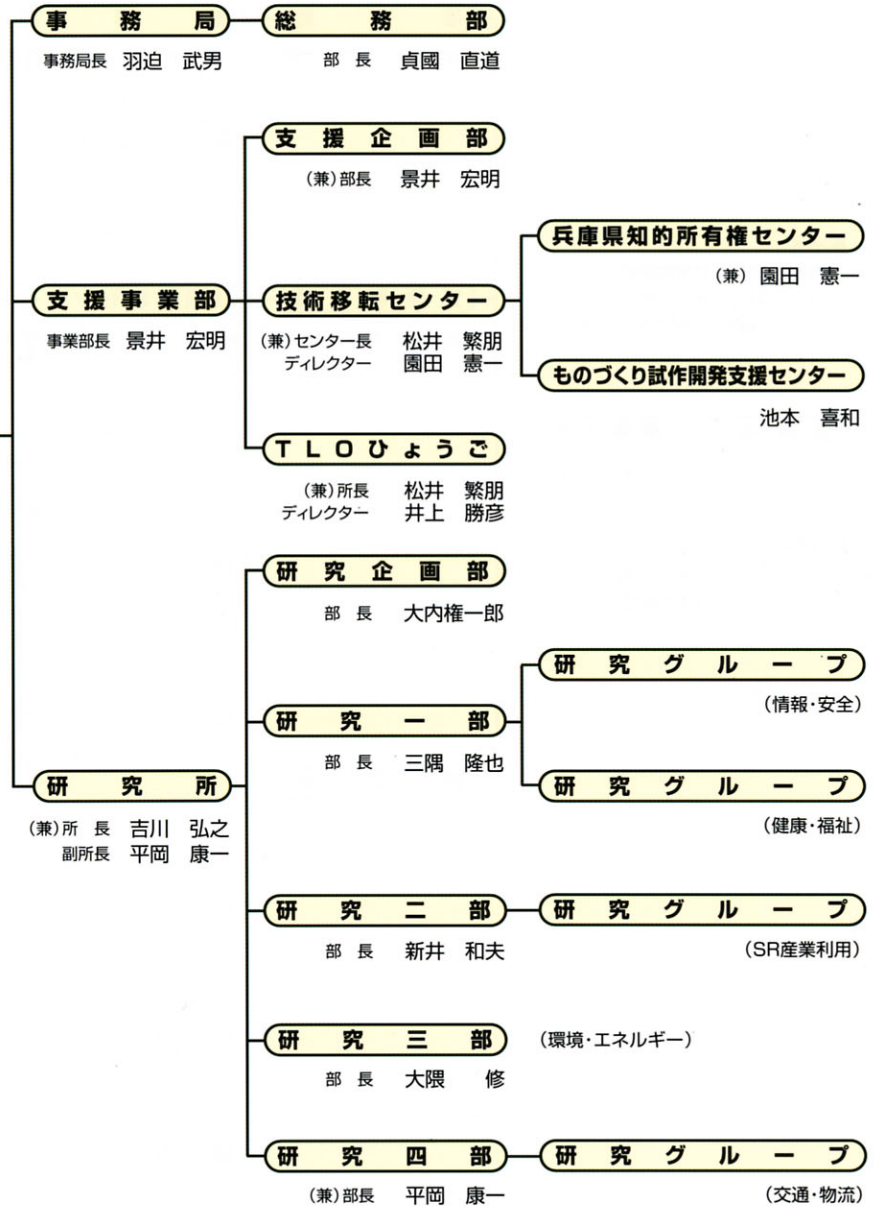 事務局
事務局長 羽迫 武男
総務部
部長 貞國 直道
支援事業部
事業部長 景井 宏明
支援企画部
(兼)部長 景井 宏明
技術移転センター
(兼)センター長 松井 繁朋
ディレクター 園田 憲一
兵庫県知的所有権センター
(兼) 園田 憲一
ものづくり試作開発支援センター
池本 喜和
TLOひょうご
(兼)所長 松井 繁朋
ディレクター 井上 勝彦
研究所
(兼)所長 吉川 弘之
副所長 平岡 康一
研究企画部
部長 大内権一郎
研究一部
部長 三隅 隆也
研究グループ
(情報・安全)
研究グループ
(健康・福祉)
研究二部
部長 新井 和夫
研究グループ
(SR産業利用)
研究三部 (環境・エネルギー)
部長 大隈 修
研究四部
(兼)部長 平岡 康一
研究グループ
(交通・物流)